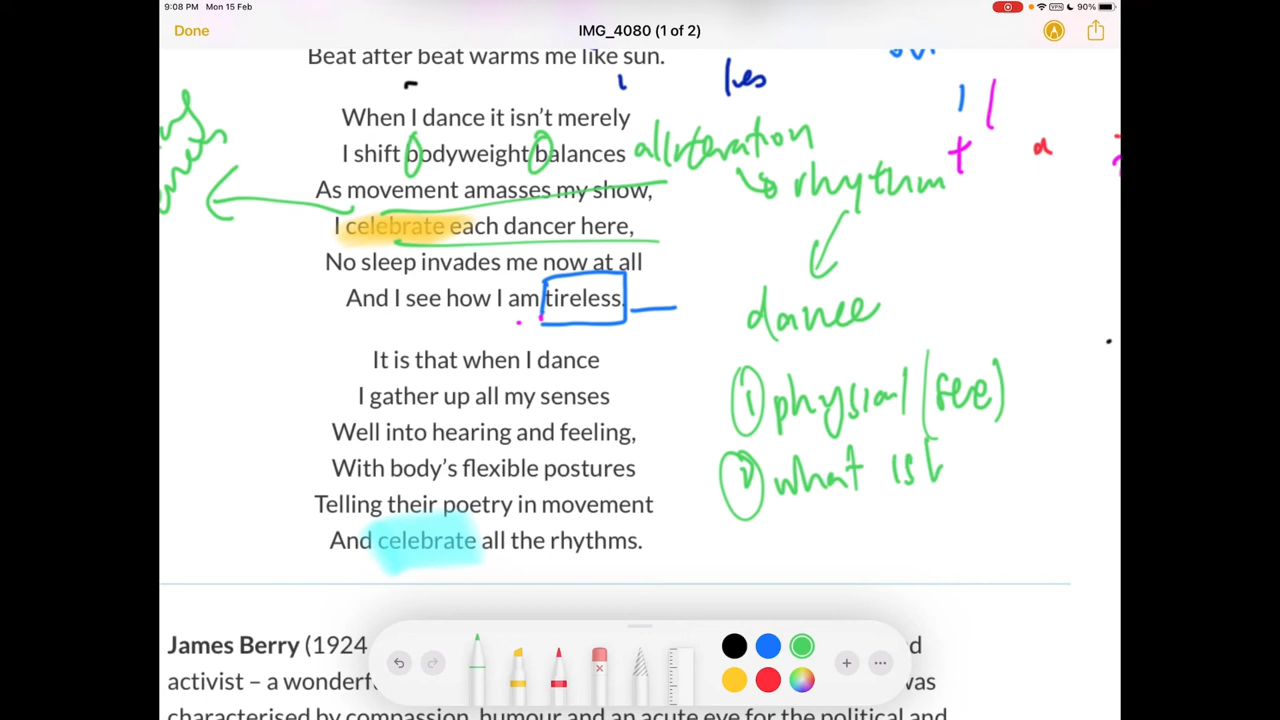 9:08 PM Mon 15 Feb
VPN 90%
Done
IMG_4080 (1 of 2)
Beat after beat warms me like sun.
When I dance it isn't merely
I shift bodyweight balances
alliteration
As movement amasses my show,
rhythm
I celebrate each dancer here,
No sleep invades me now at all
And I see how I am tireless.
dance
It is that when I dance
I gather up all my senses
① physical (see)
Well into hearing and feeling,
With body's flexible postures
② what is
Telling their poetry in movement
And celebrate all the rhythms.
James Berry (1924
d
activist – a wonderf
was
characterised by compassion, humour and an acute eye for the political and